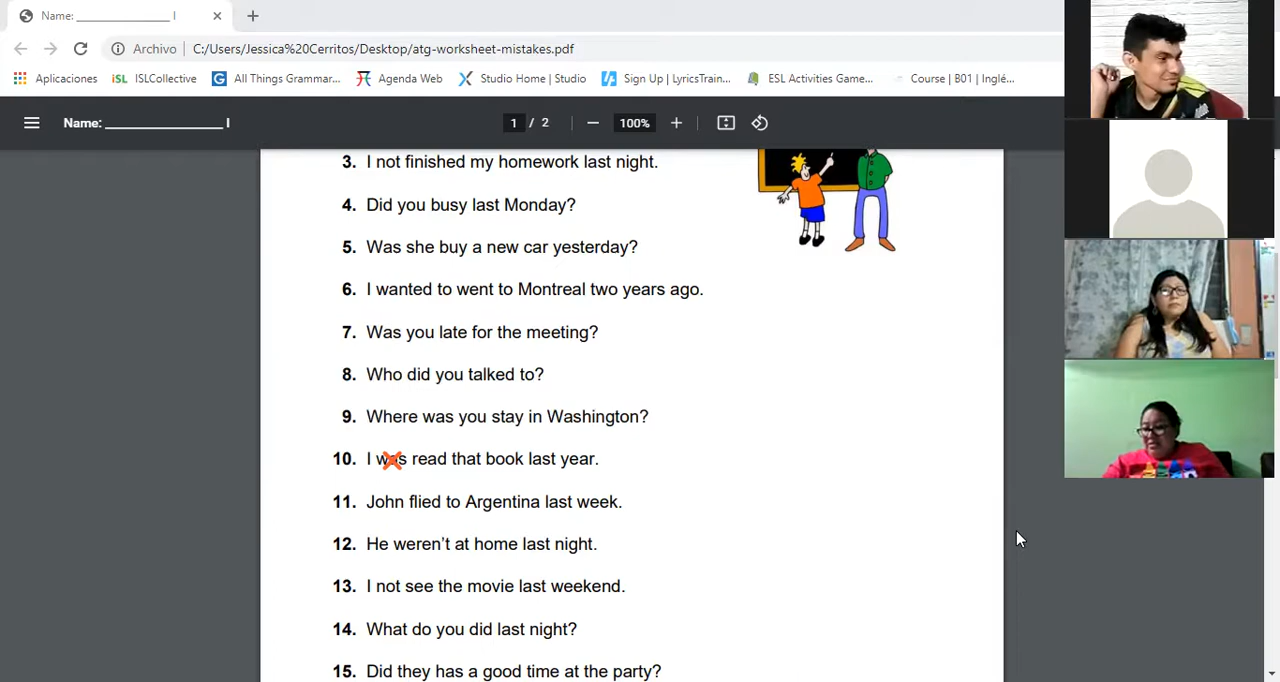 Name: _____________ I
Archivo | C:/Users/Jessica%20Cerritos/Desktop/atg-worksheet-mistakes.pdf
Aplicaciones iSL ISLCollective G All Things Grammar... Agenda Web Studio Home | Studio Sign Up | LyricsTrain... ESL Activities Game... Course | B01 | Inglé...
Name: _____________ I 1 / 2 100%
3. I not finished my homework last night.
4. Did you busy last Monday?
5. Was she buy a new car yesterday?
6. I wanted to went to Montreal two years ago.
7. Was you late for the meeting?
8. Who did you talked to?
9. Where was you stay in Washington?
10. I was read that book last year.
11. John flied to Argentina last week.
12. He weren't at home last night.
13. I not see the movie last weekend.
14. What do you did last night?
15. Did they has a good time at the party?